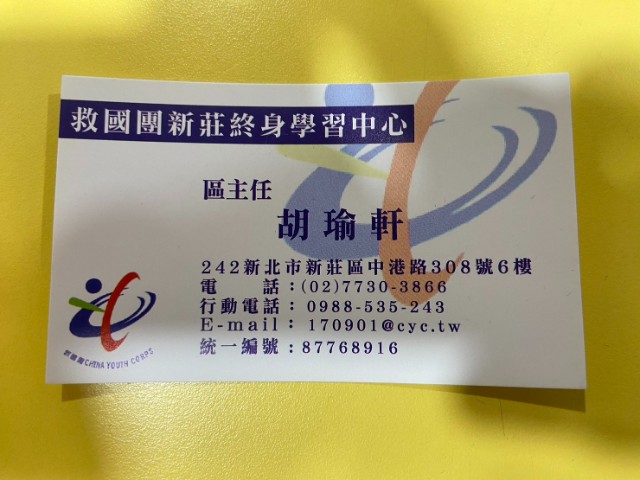 救國團新莊終身學習中心
區主任
胡瑜軒
242新北市新莊區中港路308號6樓
電　　話：(02)7730-3866
行動電話： 0988-535-243
E-mail： 170901@cyc.tw
統一編號：87768916
救國團CHINA YOUTH CORPS